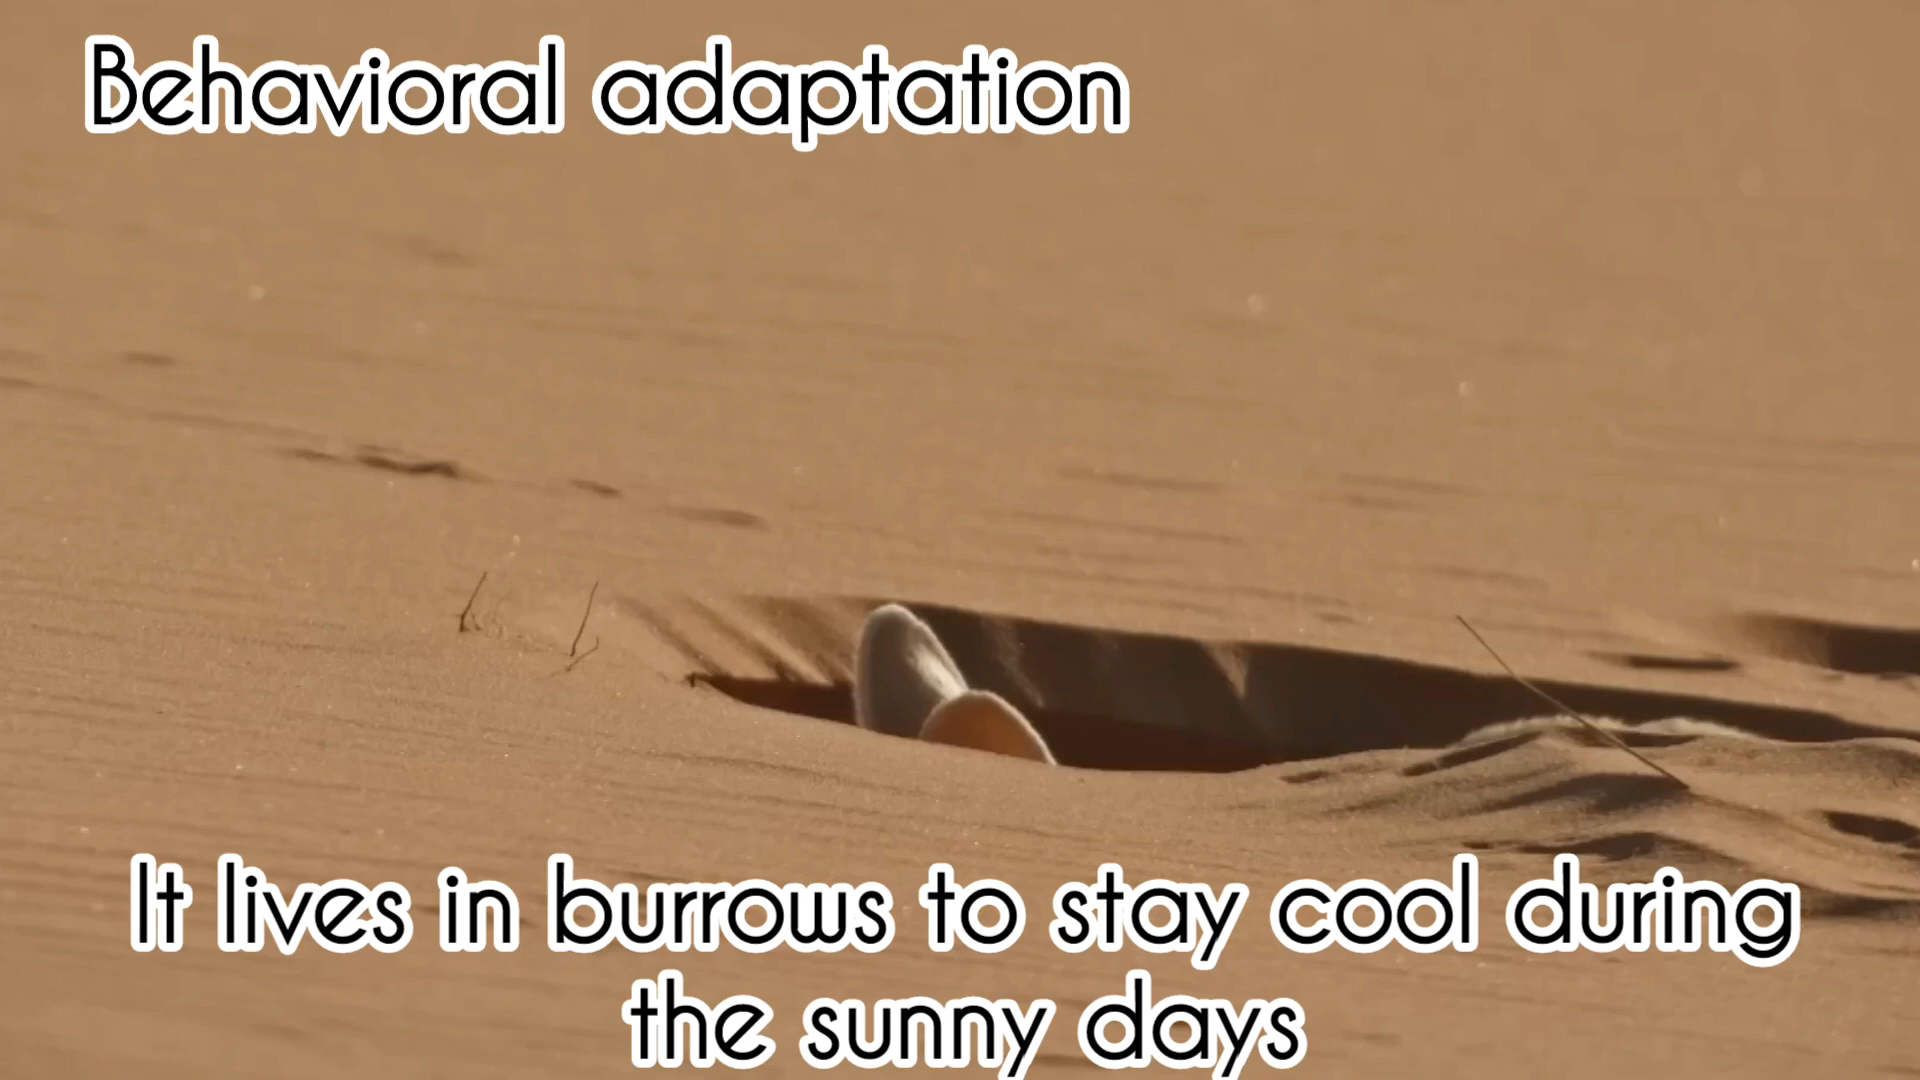 Behavioral adaptation
It lives in burrows to stay cool during
the sunny days